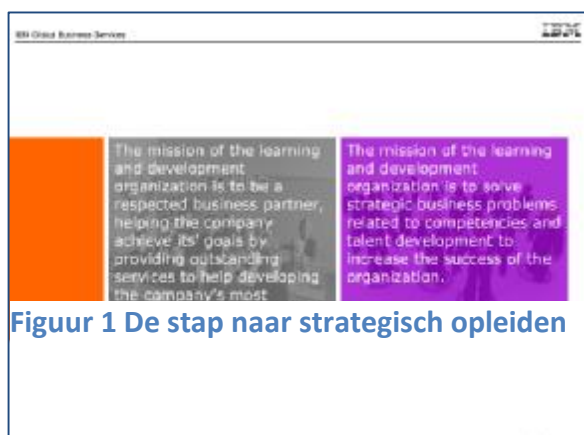 IBM Global Business Services
IBM
The mission of the learning
and development
organization is to be a
respected business partner,
helping the company
achieve its' goals by
providing outstanding
services to help developing
the company's most
The mission of the learning
and development
organization is to solve
strategic business problems
related to competencies and
talent development to
increase the success of the
organization.
Figuur 1 De stap naar strategisch opleiden